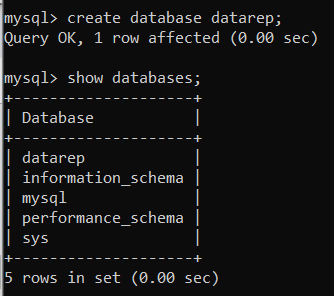 mysql> create database datarep;
Query OK, 1 row affected (0.00 sec)

mysql> show databases;
+--------------------+
| Database           |
+--------------------+
| datarep            |
| information_schema |
| mysql              |
| performance_schema |
| sys                |
+--------------------+
5 rows in set (0.00 sec)